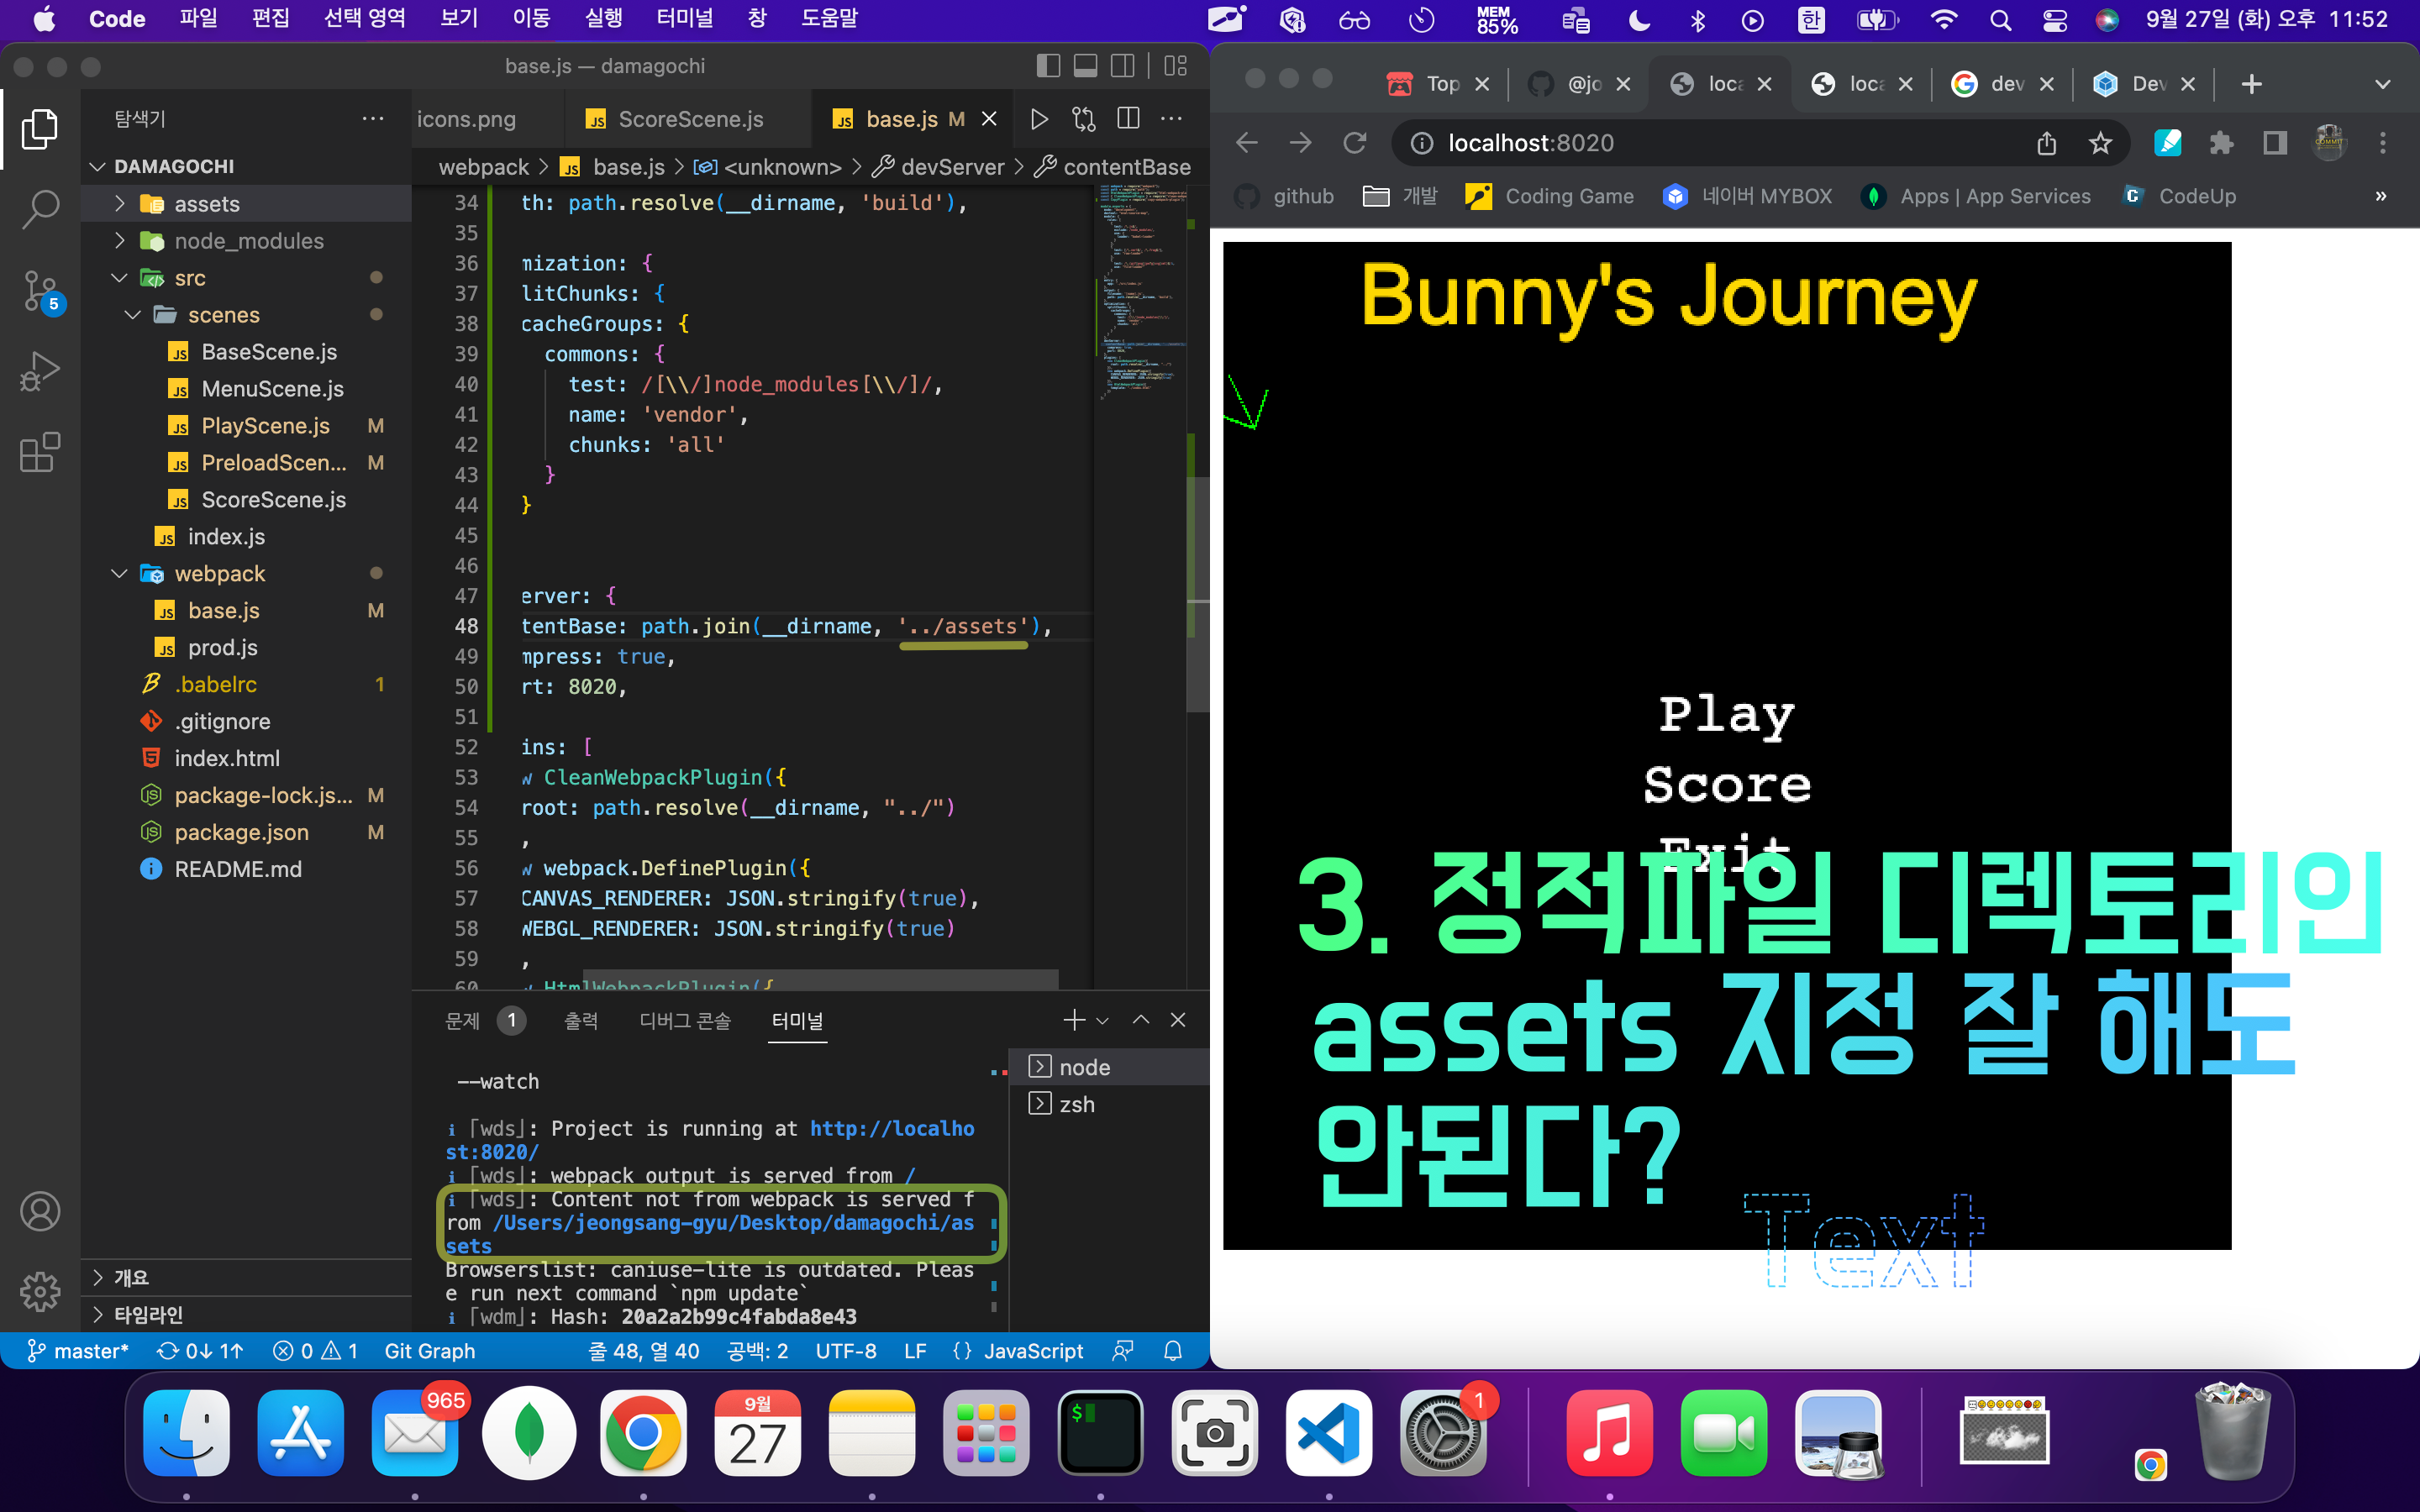 Code 파일 편집 선택 영역 보기 이동 실행 터미널 창 도움말
MEM 85% 한 9월 27일 (화) 오후 11:52
base.js — damagochi
탐색기
DAMAGOCHI
assets
node_modules
src
scenes
BaseScene.js
MenuScene.js
PlayScene.js M
PreloadScen... M
ScoreScene.js
index.js
webpack
base.js M
prod.js
.babelrc 1
.gitignore
index.html
package-lock.js... M
package.json M
README.md
개요
타임라인
5
icons.png ScoreScene.js base.js M
webpack > base.js > <unknown> > devServer > contentBase
34 th: path.resolve(__dirname, 'build'),
35
36 mization: {
37 litChunks: {
38 cacheGroups: {
39 commons: {
40 test: /[\\/]node_modules[\\/]/,
41 name: 'vendor',
42 chunks: 'all'
43 }
44 }
45
46
47 erver: {
48 tentBase: path.join(__dirname, '../assets'),
49 mpress: true,
50 rt: 8020,
51
52 ins: [
53 w CleanWebpackPlugin({
54 root: path.resolve(__dirname, "../")
55 ,
56 w webpack.DefinePlugin({
57 CANVAS_RENDERER: JSON.stringify(true),
58 WEBGL_RENDERER: JSON.stringify(true)
59 ,
60 w HtmlWebpackPlugin({
문제 1 출력 디버그 콘솔 터미널
node
zsh
--watch
i ｢wds｣: Project is running at http://localho
st:8020/
i ｢wds｣: webpack output is served from /
i ｢wds｣: Content not from webpack is served f
rom /Users/jeongsang-gyu/Desktop/damagochi/as
sets
Browserslist: caniuse-lite is outdated. Pleas
e run next command `npm update`
i ｢wdm｣: Hash: 20a2a2b99c4fabda8e43
master* 0↓ 1↑ 0 1 Git Graph 줄 48, 열 40 공백: 2 UTF-8 LF {} JavaScript
Top @jo loca loca dev Dev
localhost:8020
github 개발 Coding Game 네이버 MYBOX Apps | App Services CodeUp »
Bunny's Journey
Play
Score
Exit
3. 정적파일 디렉토리인
assets 지정 잘 해도
안된다?
Text
965
9월
27
1